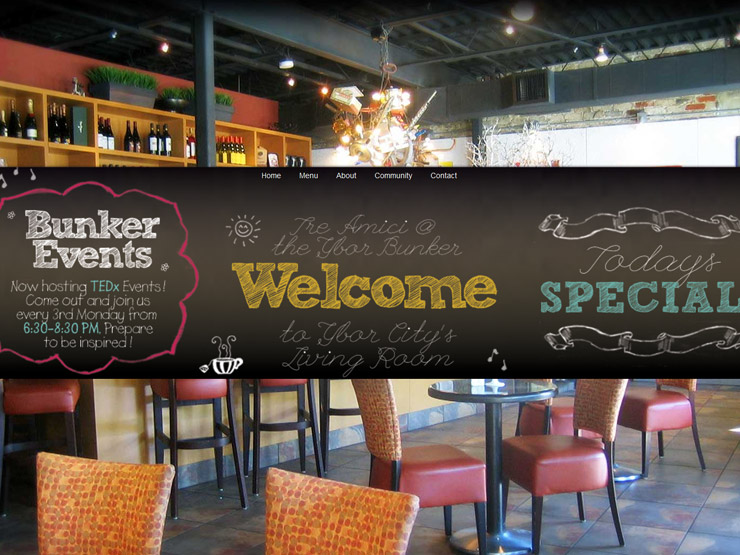 Home Menu About Community Contact
Bunker
Events
Now hosting TEDx Events!
Come out and join us
every 3rd Monday from
6:30-8:30 PM. Prepare
to be inspired!
Tre Amici @
the Ybor Bunker
Welcome
to Ybor City's
Living Room
Todays
SPECIAL